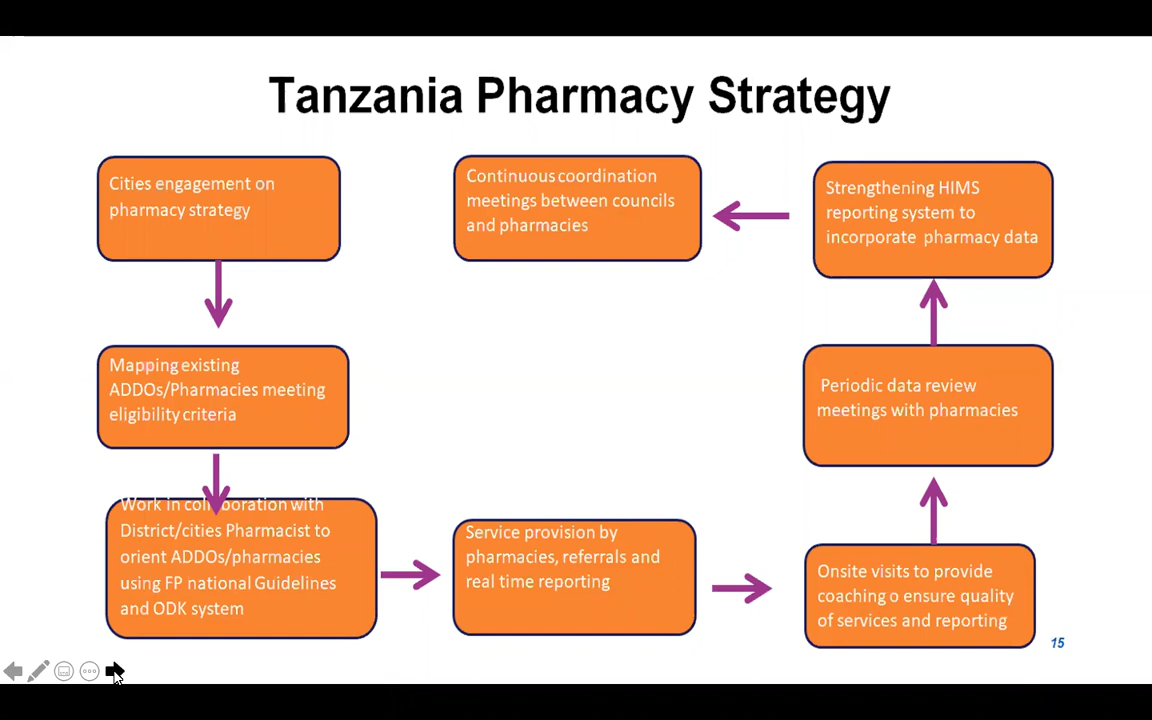 Tanzania Pharmacy Strategy
Cities engagement on
pharmacy strategy
Continuous coordination
meetings between councils
and pharmacies
Strengthening HIMS
reporting system to
incorporate pharmacy data
Mapping existing
ADDOs/Pharmacies meeting
eligibility criteria
Periodic data review
meetings with pharmacies
Work in collaboration with
District/cities Pharmacist to
orient ADDOs/pharmacies
using FP national Guidelines
and ODK system
Service provision by
pharmacies, referrals and
real time reporting
Onsite visits to provide
coaching o ensure quality
of services and reporting
15